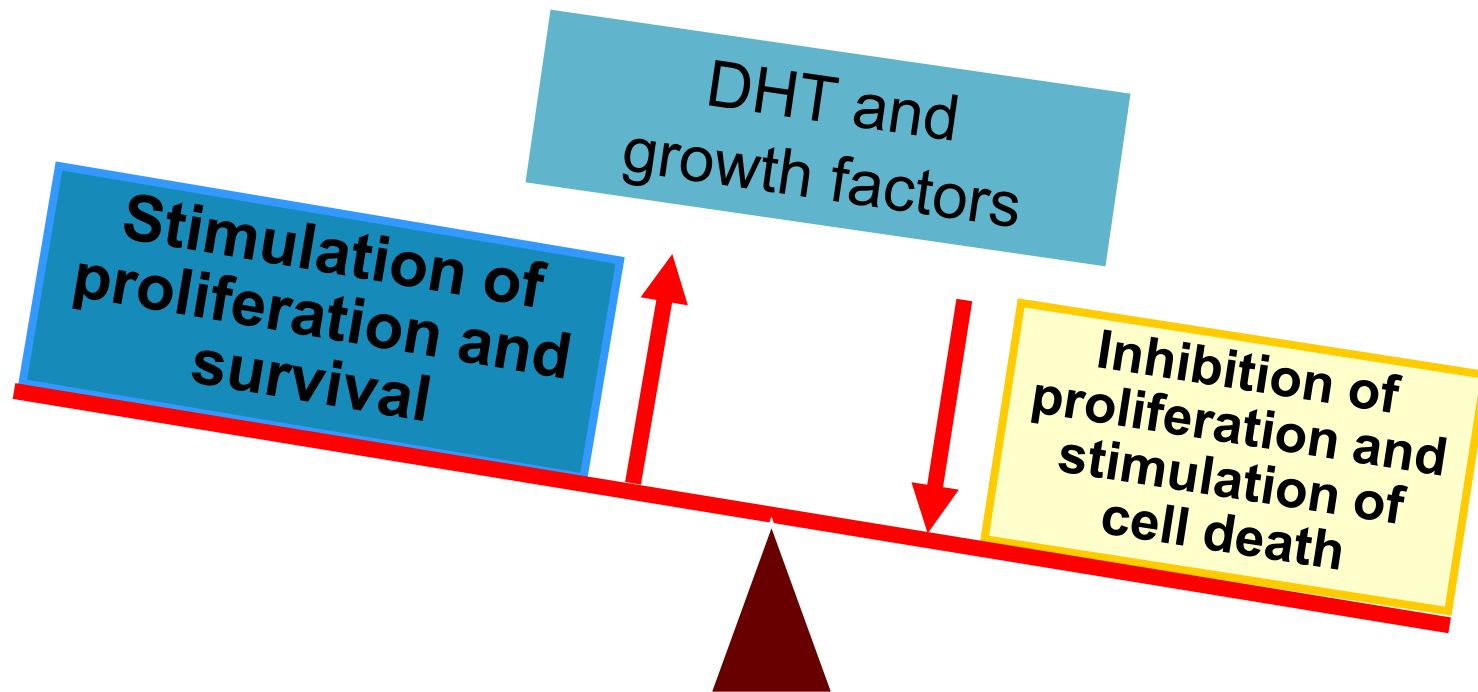 DHT and
growth factors
Stimulation of
proliferation and
survival
Inhibition of
proliferation and
stimulation of
cell death